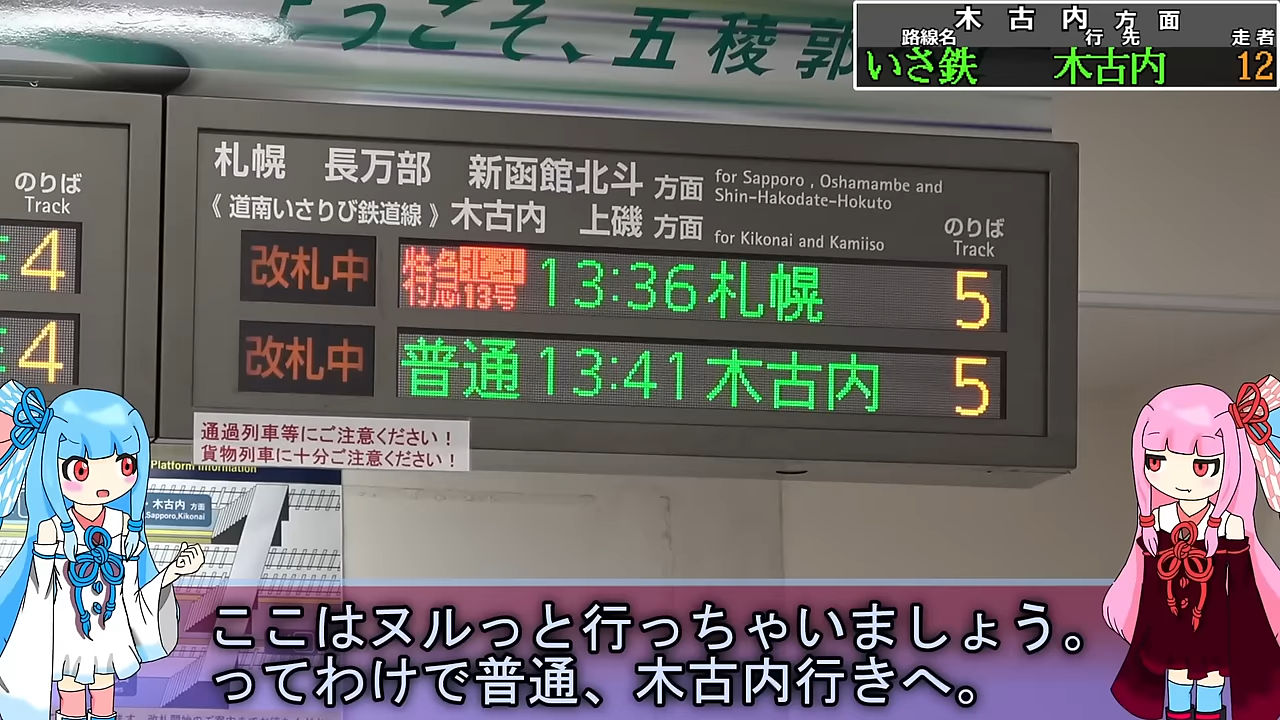 っこそ、五稜郭
木古内方面
路線名 行先 走者
いさ鉄 木古内 12
札幌 長万部 新函館北斗 方面 for Sapporo , Oshamambe and Shin-Hakodate-Hokuto
《道南いさりび鉄道線》木古内 上磯 方面 for Kikonai and Kamiiso
のりば
Track
のりば
Track
4
改札中 特急北斗13号 13:36 札幌 5
4
改札中 普通 13:41 木古内 5
通過列車等にご注意ください!
貨物列車に十分ご注意ください!
Platform Information
木古内 方面
Sapporo,Kikonai
ここはヌルっと行っちゃいましょう。
ってわけで普通、木古内行きへ。